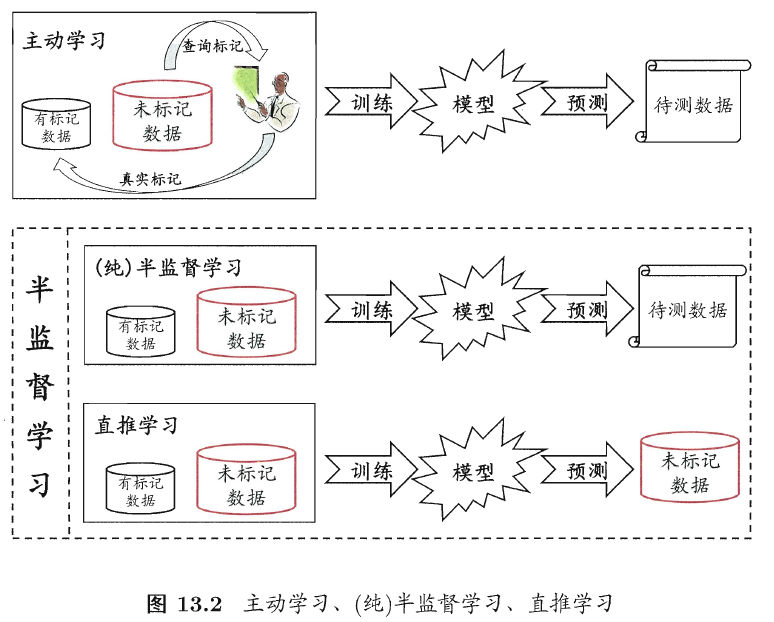 主动学习
查询标记
有标记
数据
未标记
数据
真实标记
训练
模型
预测
待测数据
半监督学习
(纯)半监督学习
有标记
数据
未标记
数据
训练
模型
预测
待测数据
直推学习
有标记
数据
未标记
数据
训练
模型
预测
未标记
数据
图 13.2 主动学习、(纯)半监督学习、直推学习